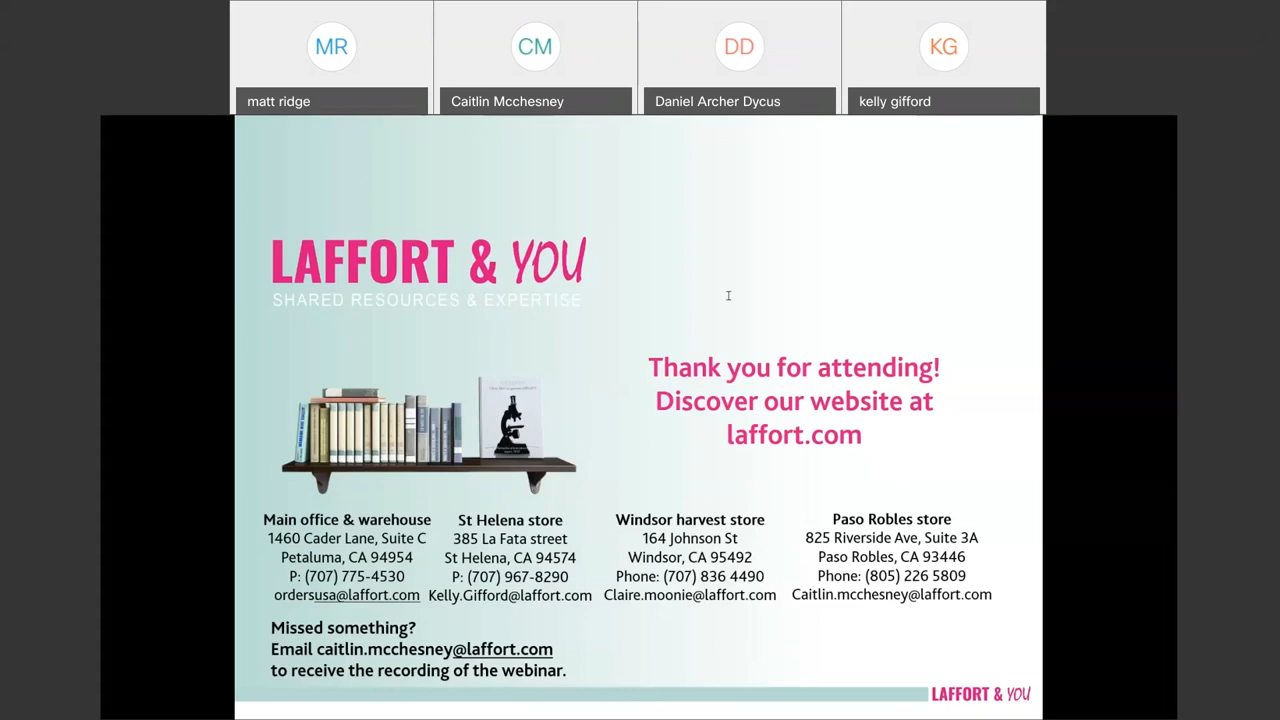 MR
CM
DD
KG
matt ridge
Caitlin Mcchesney
Daniel Archer Dycus
kelly gifford
LAFFORT & YOU
SHARED RESOURCES & EXPERTISE
Thank you for attending!
Discover our website at
laffort.com
Main office & warehouse
1460 Cader Lane, Suite C
Petaluma, CA 94954
P: (707) 775-4530
ordersusa@laffort.com
St Helena store
385 La Fata street
St Helena, CA 94574
P: (707) 967-8290
Kelly.Gifford@laffort.com
Windsor harvest store
164 Johnson St
Windsor, CA 95492
Phone: (707) 836 4490
Claire.moonie@laffort.com
Paso Robles store
825 Riverside Ave, Suite 3A
Paso Robles, CA 93446
Phone: (805) 226 5809
Caitlin.mcchesney@laffort.com
Missed something?
Email caitlin.mcchesney@laffort.com
to receive the recording of the webinar.
LAFFORT & YOU